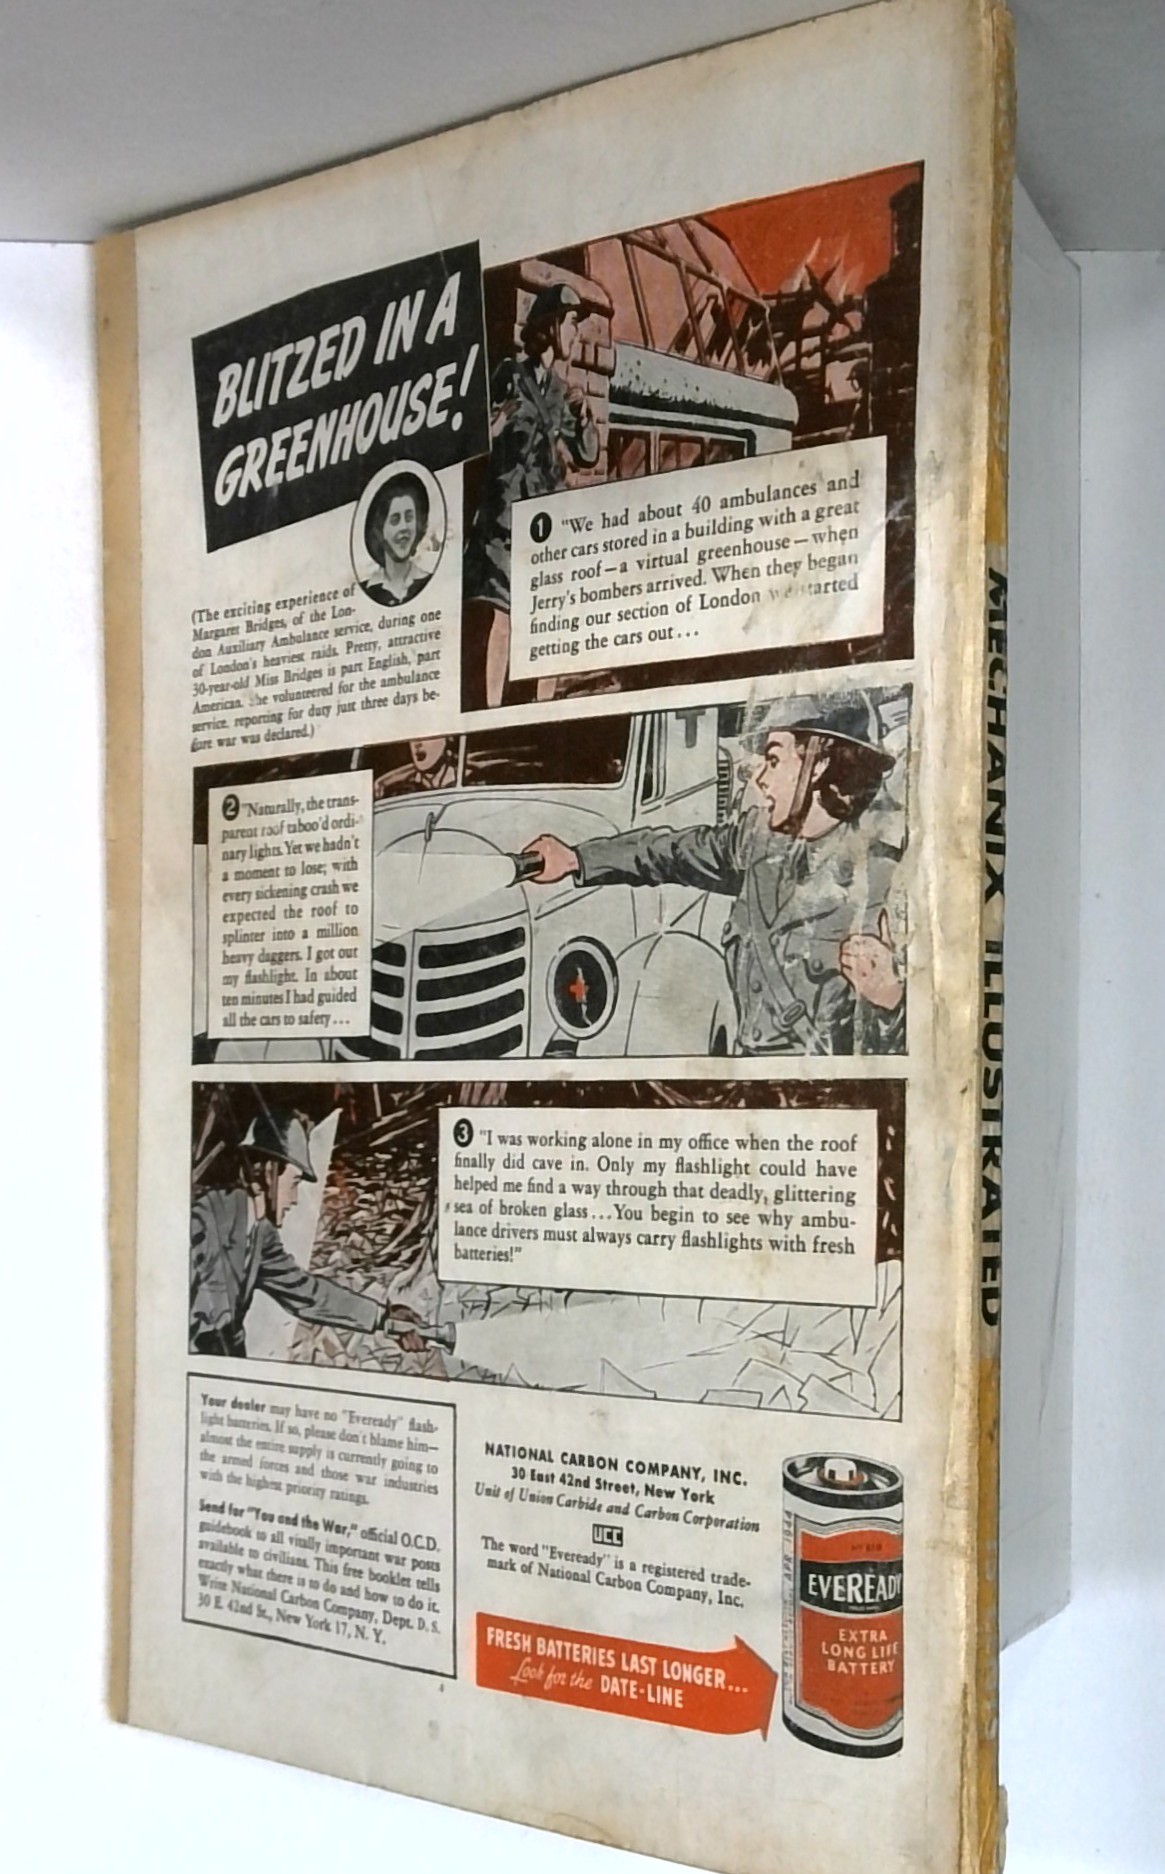 BLITZED IN A
GREENHOUSE!
(The exciting experience of
Margaret Bridges, of the Lon-
don Auxiliary Ambulance service, during one
of London's heaviest raids. Pretty, attractive
30-year-old Miss Bridges is part English, part
American. She volunteered for the ambulance
service, reporting for duty just three days be-
fore war was declared.)
1 "We had about 40 ambulances and
other cars stored in a building with a great
glass roof—a virtual greenhouse—when
Jerry's bombers arrived. When they began
finding our section of London we started
getting the cars out...
2 "Naturally, the trans-
parent roof taboo'd ordi-
nary lights. Yet we hadn't
a moment to lose; with
every sickening crash we
expected the roof to
splinter into a million
heavy daggers. I got out
my flashlight. In about
ten minutes I had guided
all the cars to safety...
3 "I was working alone in my office when the roof
finally did cave in. Only my flashlight could have
helped me find a way through that deadly, glittering
sea of broken glass...You begin to see why ambu-
lance drivers must always carry flashlights with fresh
batteries!"
Your dealer may have no "Eveready" flash-
light batteries. If so, please don't blame him—
almost the entire supply is currently going to
the armed forces and those war industries
with the highest priority ratings.
Send for "You and the War," official O.C.D.
guidebook to all vitally important war posts
available to civilians. This free booklet tells
exactly what there is to do and how to do it.
Write National Carbon Company, Dept. D. S.
30 E. 42nd St., New York 17, N. Y.
NATIONAL CARBON COMPANY, INC.
30 East 42nd Street, New York
Unit of Union Carbide and Carbon Corporation
UCC
The word "Eveready" is a registered trade-
mark of National Carbon Company, Inc.
FRESH BATTERIES LAST LONGER...
Look for the DATE-LINE
EVEREADY
EXTRA
LONG LIFE
BATTERY
MECHANIX ILLUSTRATED